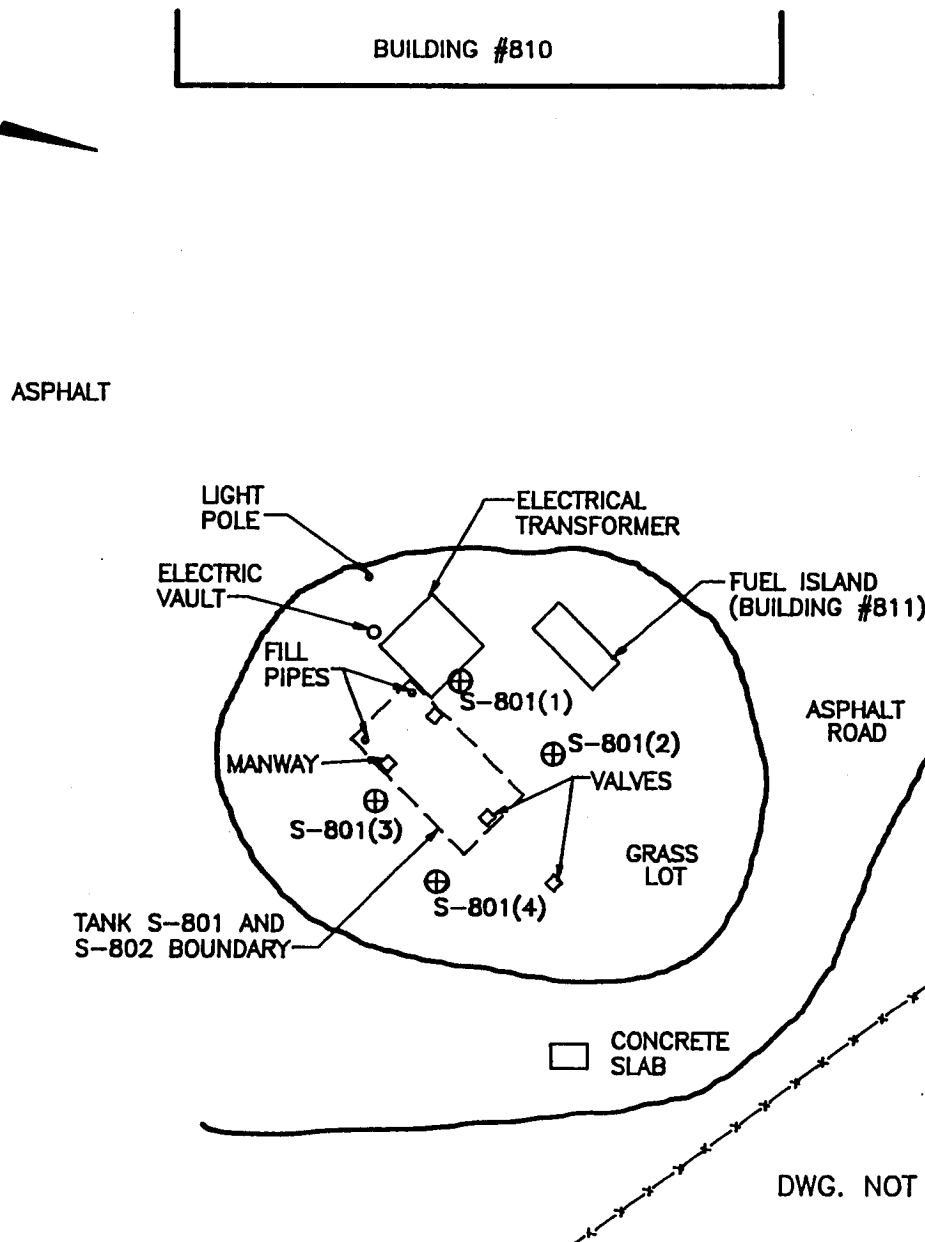 BUILDING #810
ASPHALT
LIGHT
POLE
ELECTRICAL
TRANSFORMER
ELECTRIC
VAULT
FUEL ISLAND
(BUILDING #811)
FILL
PIPES
S-801(1)
ASPHALT
ROAD
S-801(2)
MANWAY
VALVES
S-801(3)
GRASS
LOT
S-801(4)
TANK S-801 AND
S-802 BOUNDARY
CONCRETE
SLAB
DWG. NOT